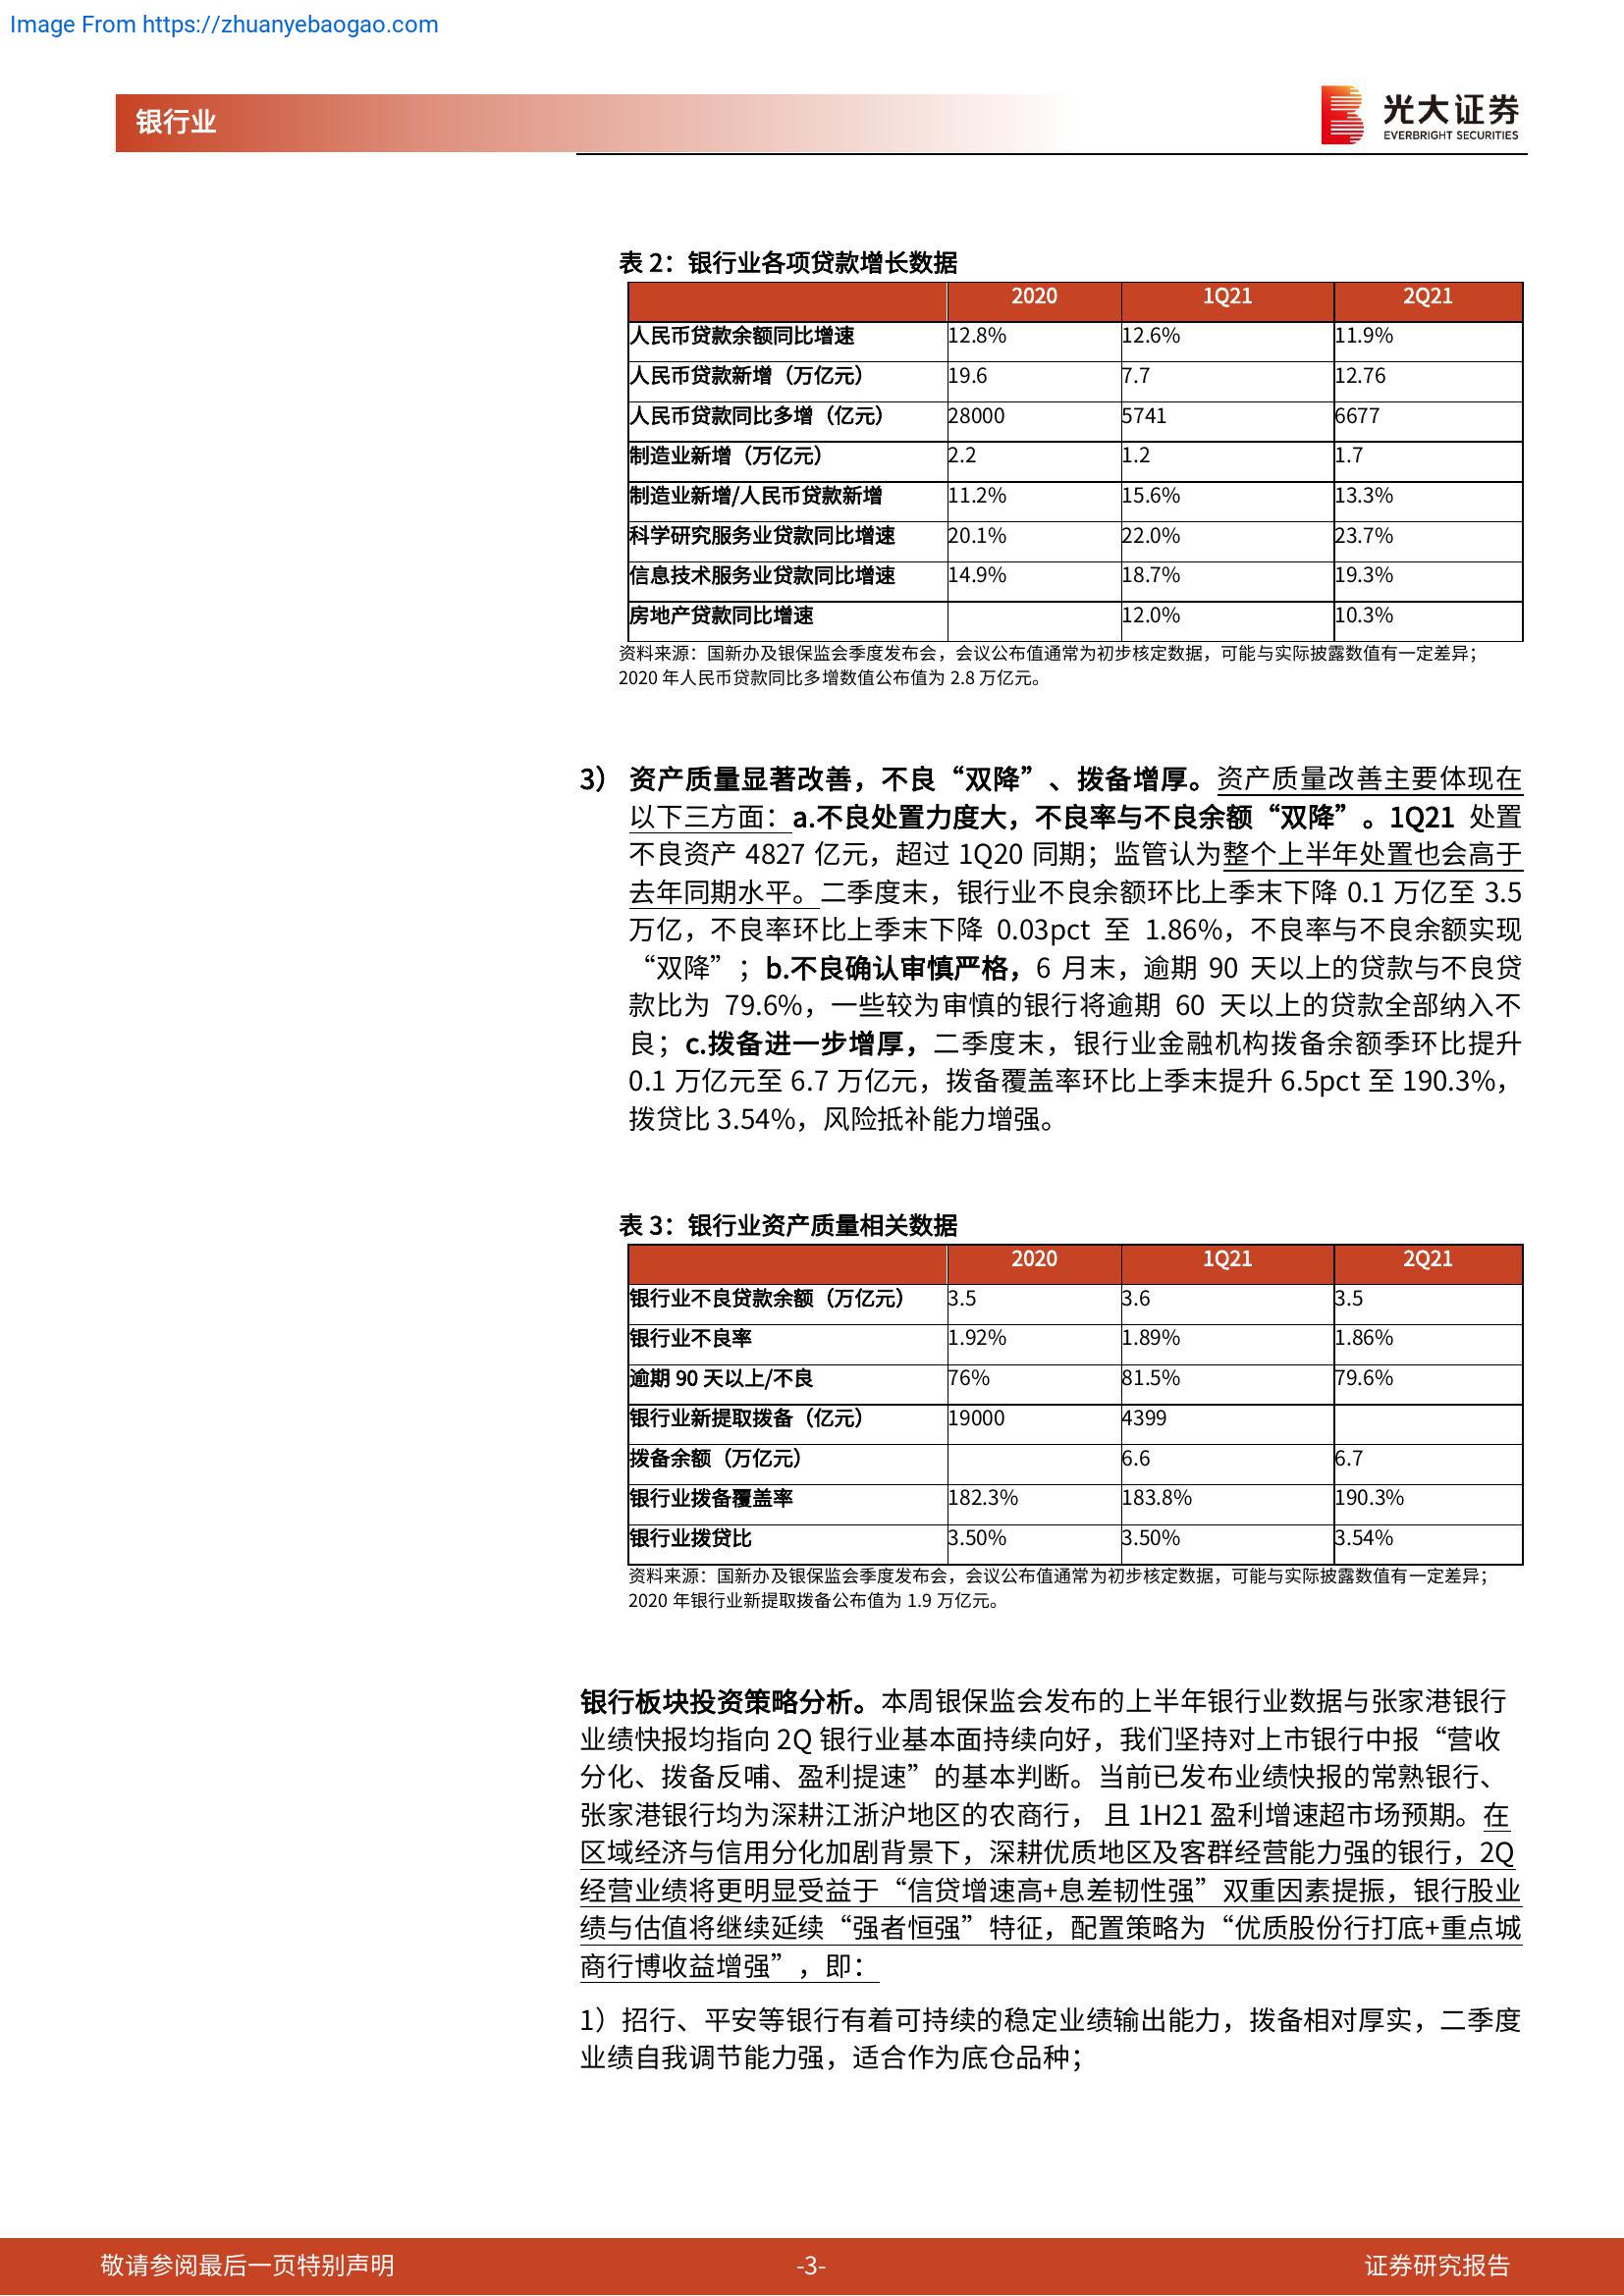 Image From https://zhuanyebaogao.com
银行业
光大证券
EVERBRIGHT SECURITIES
表 2：银行业各项贷款增长数据
2020 1Q21 2Q21
人民币贷款余额同比增速 12.8% 12.6% 11.9%
人民币贷款新增（万亿元） 19.6 7.7 12.76
人民币贷款同比多增（亿元） 28000 5741 6677
制造业新增（万亿元） 2.2 1.2 1.7
制造业新增/人民币贷款新增 11.2% 15.6% 13.3%
科学研究服务业贷款同比增速 20.1% 22.0% 23.7%
信息技术服务业贷款同比增速 14.9% 18.7% 19.3%
房地产贷款同比增速 12.0% 10.3%
资料来源：国新办及银保监会季度发布会，会议公布值通常为初步核定数据，可能与实际披露数值有一定差异；
2020 年人民币贷款同比多增数值公布值为 2.8 万亿元。
3） 资产质量显著改善，不良“双降”、拨备增厚。资产质量改善主要体现在
以下三方面：a.不良处置力度大，不良率与不良余额“双降”。1Q21 处置
不良资产 4827 亿元，超过 1Q20 同期；监管认为整个上半年处置也会高于
去年同期水平。二季度末，银行业不良余额环比上季末下降 0.1 万亿至 3.5
万亿，不良率环比上季末下降 0.03pct 至 1.86%，不良率与不良余额实现
“双降”；b.不良确认审慎严格，6 月末，逾期 90 天以上的贷款与不良贷
款比为 79.6%，一些较为审慎的银行将逾期 60 天以上的贷款全部纳入不
良；c.拨备进一步增厚，二季度末，银行业金融机构拨备余额季环比提升
0.1 万亿元至 6.7 万亿元，拨备覆盖率环比上季末提升 6.5pct 至 190.3%，
拨贷比 3.54%，风险抵补能力增强。
表 3：银行业资产质量相关数据
2020 1Q21 2Q21
银行业不良贷款余额（万亿元） 3.5 3.6 3.5
银行业不良率 1.92% 1.89% 1.86%
逾期 90 天以上/不良 76% 81.5% 79.6%
银行业新提取拨备（亿元） 19000 4399
拨备余额（万亿元） 6.6 6.7
银行业拨备覆盖率 182.3% 183.8% 190.3%
银行业拨贷比 3.50% 3.50% 3.54%
资料来源：国新办及银保监会季度发布会，会议公布值通常为初步核定数据，可能与实际披露数值有一定差异；
2020 年银行业新提取拨备公布值为 1.9 万亿元。
银行板块投资策略分析。本周银保监会发布的上半年银行业数据与张家港银行
业绩快报均指向 2Q 银行业基本面持续向好，我们坚持对上市银行中报“营收
分化、拨备反哺、盈利提速”的基本判断。当前已发布业绩快报的常熟银行、
张家港银行均为深耕江浙沪地区的农商行， 且 1H21 盈利增速超市场预期。在
区域经济与信用分化加剧背景下，深耕优质地区及客群经营能力强的银行，2Q
经营业绩将更明显受益于“信贷增速高+息差韧性强”双重因素提振，银行股业
绩与估值将继续延续“强者恒强”特征，配置策略为“优质股份行打底+重点城
商行博收益增强”，即：
1）招行、平安等银行有着可持续的稳定业绩输出能力，拨备相对厚实，二季度
业绩自我调节能力强，适合作为底仓品种；
敬请参阅最后一页特别声明 -3- 证券研究报告